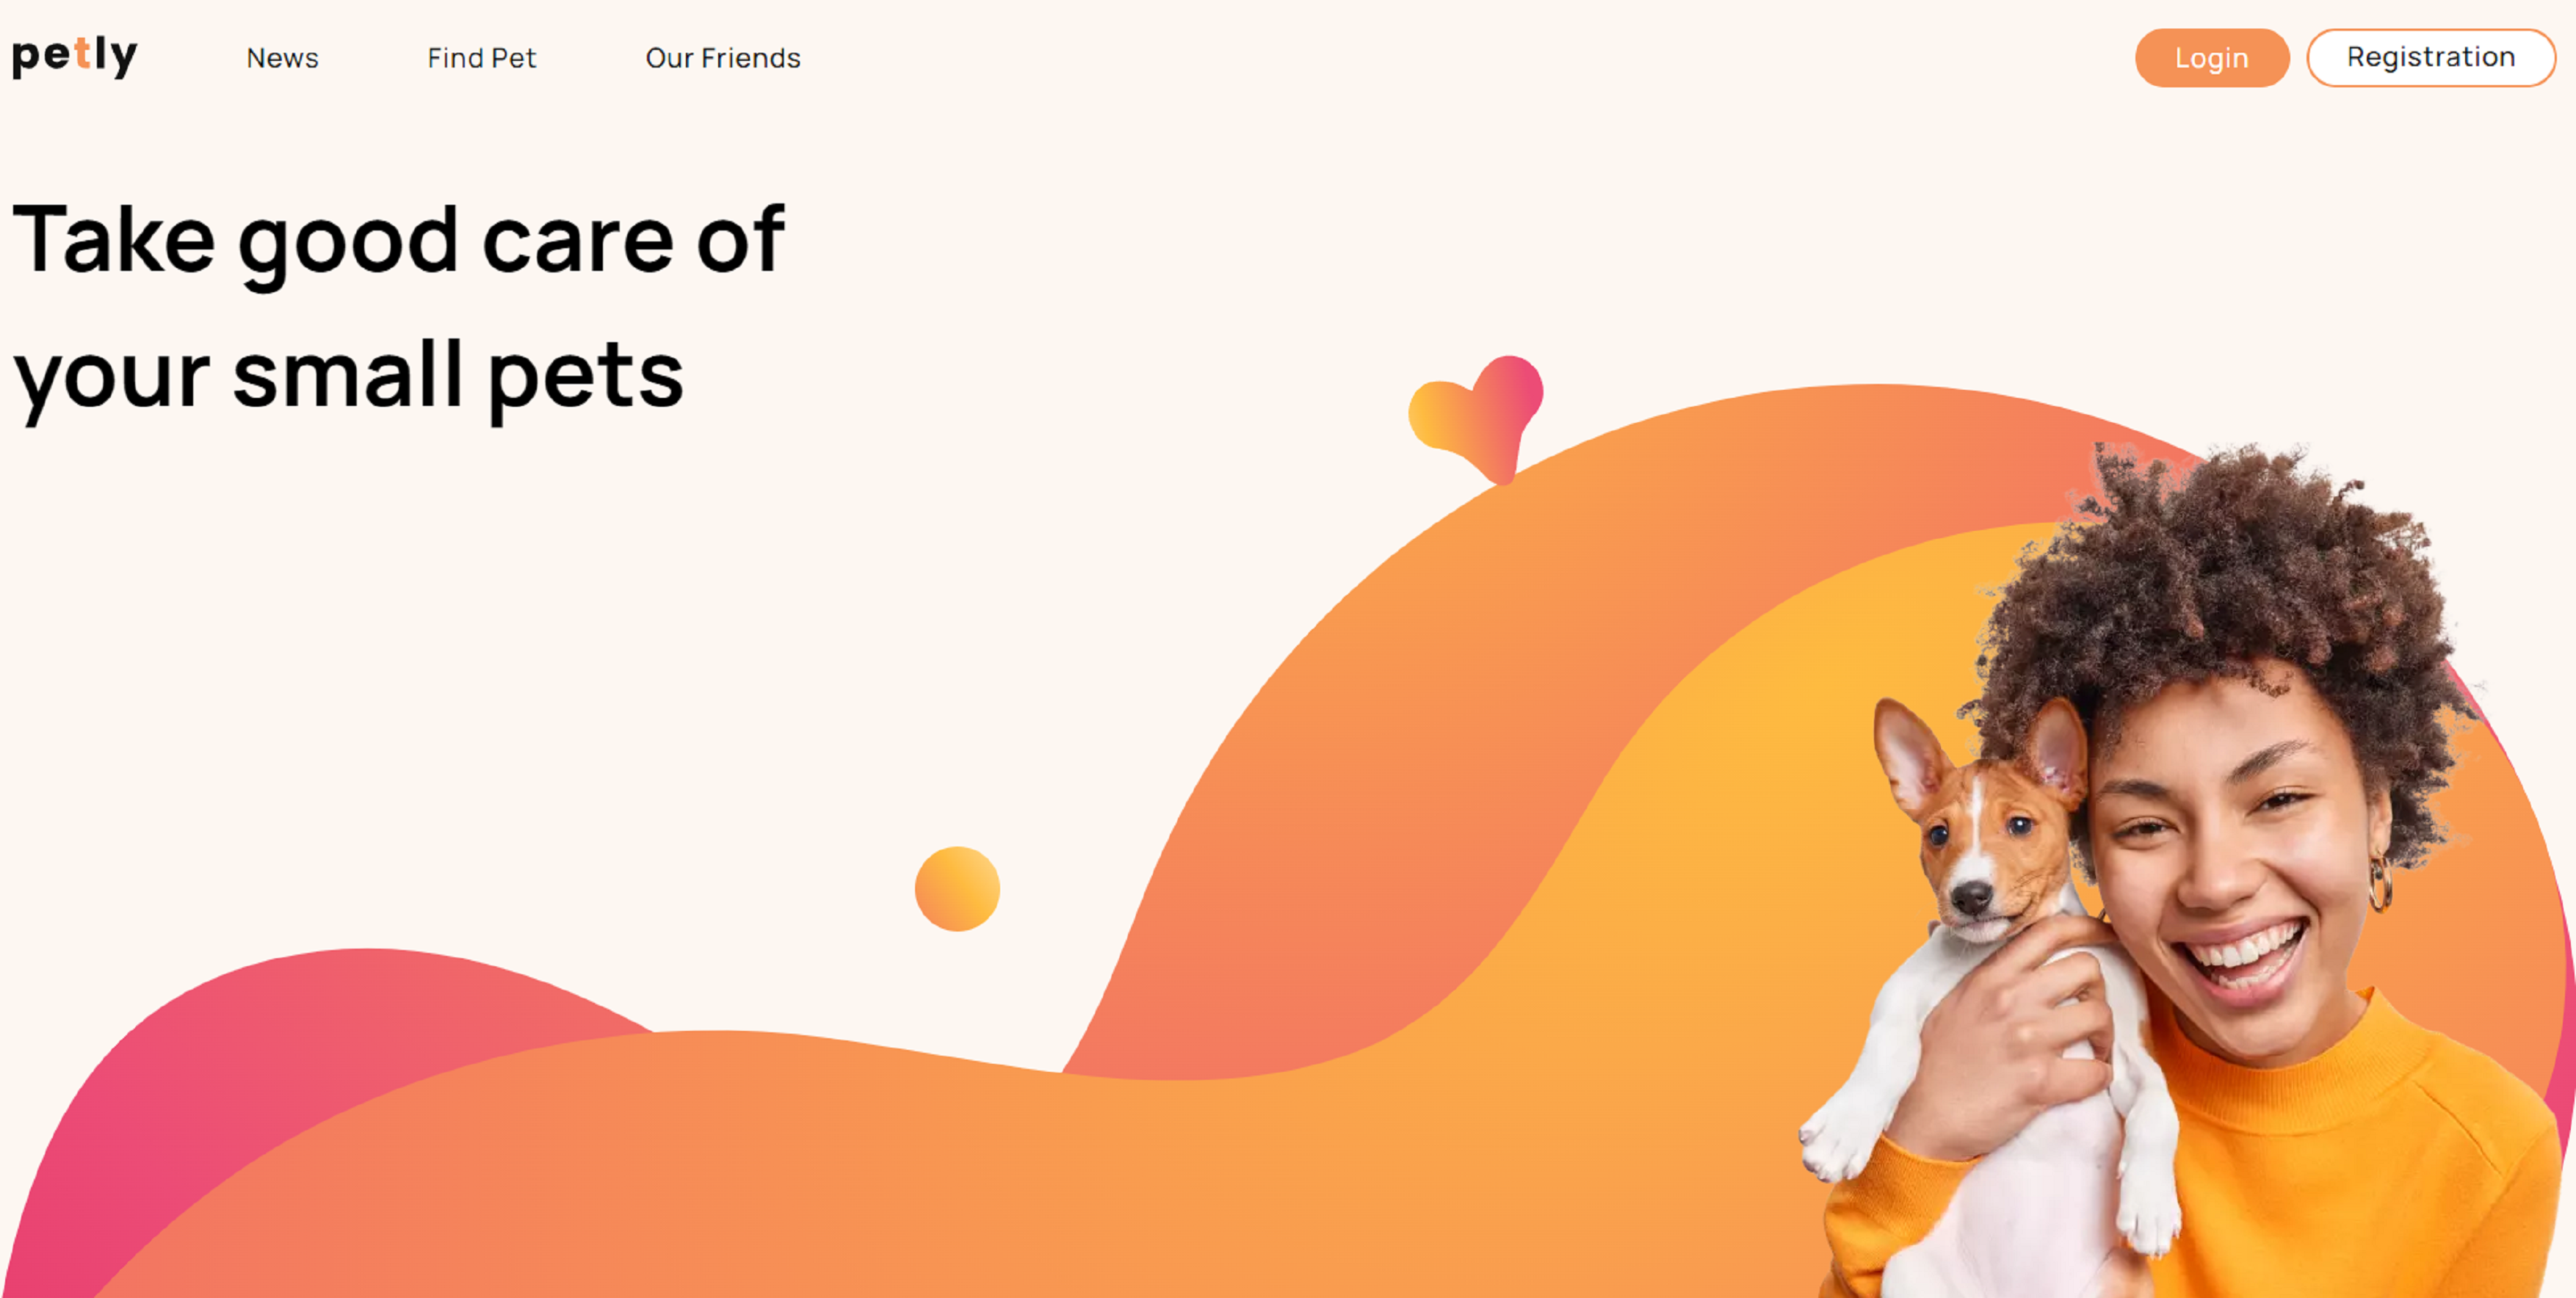 petly
News
Find Pet
Our Friends
Login
Registration
Take good care of
your small pets